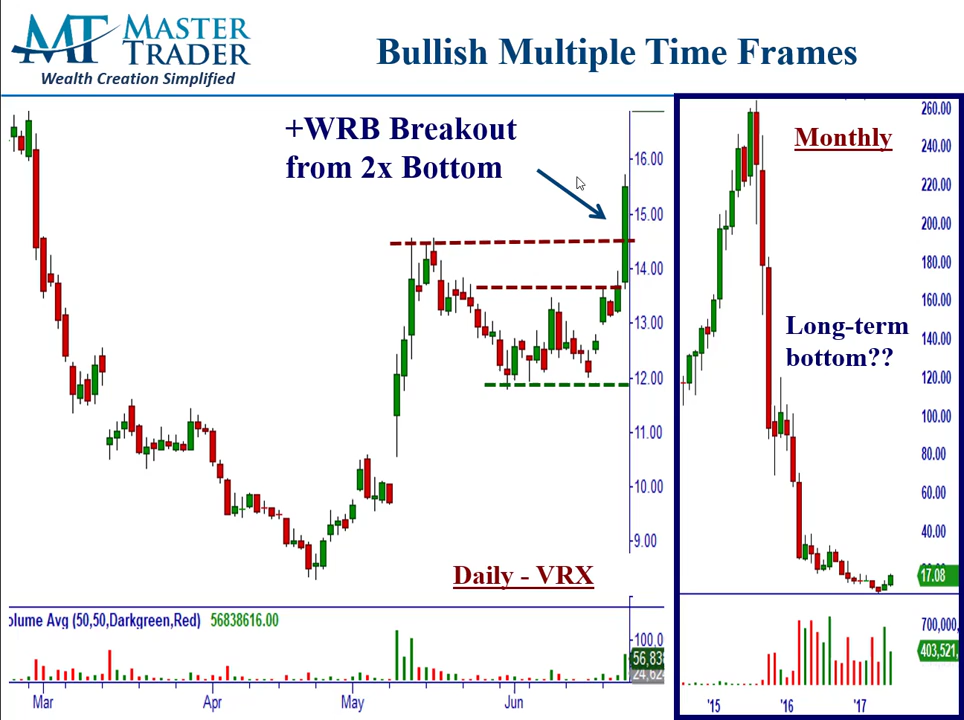 MT MASTER
TRADER
Wealth Creation Simplified
Bullish Multiple Time Frames
+WRB Breakout
from 2x Bottom
16.00
15.00
14.00
13.00
12.00
11.00
10.00
9.00
Daily - VRX
olume Avg (50,50,Darkgreen,Red) 56838616.00
100,0
56,83
24,624
Mar
Apr
May
Jun
Monthly
Long-term
bottom??
260.00
240.00
220.00
200.00
180.00
160.00
140.00
120.00
100.00
80.00
60.00
40.00
17.08
700,000,
403,521,
'15
'16
'17